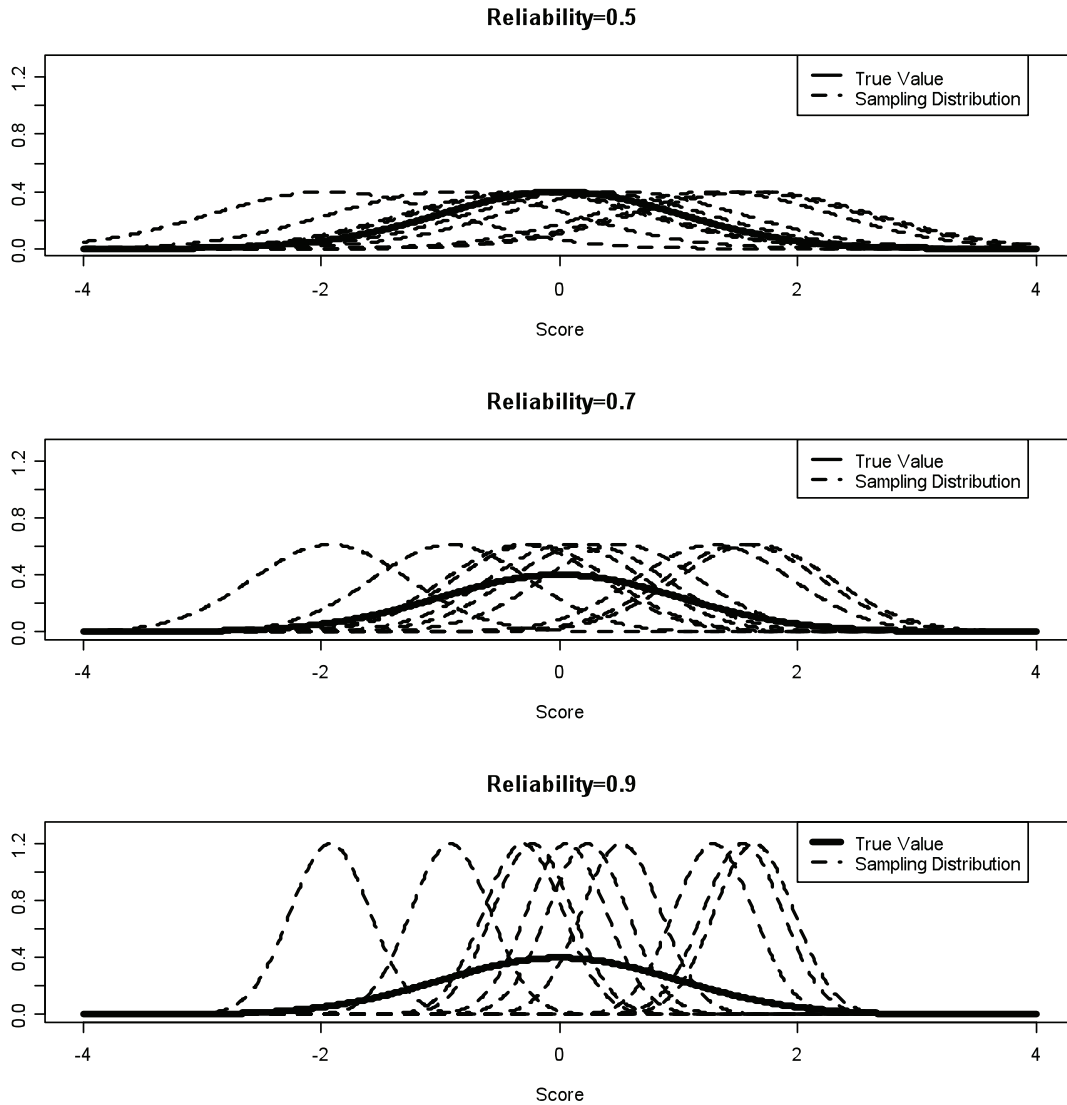 Reliability=0.5
1.2
0.8
0.4
0.0
True Value
Sampling Distribution
-4 -2 0 2 4
Score
Reliability=0.7
1.2
0.8
0.4
0.0
True Value
Sampling Distribution
-4 -2 0 2 4
Score
Reliability=0.9
1.2
0.8
0.4
0.0
True Value
Sampling Distribution
-4 -2 0 2 4
Score